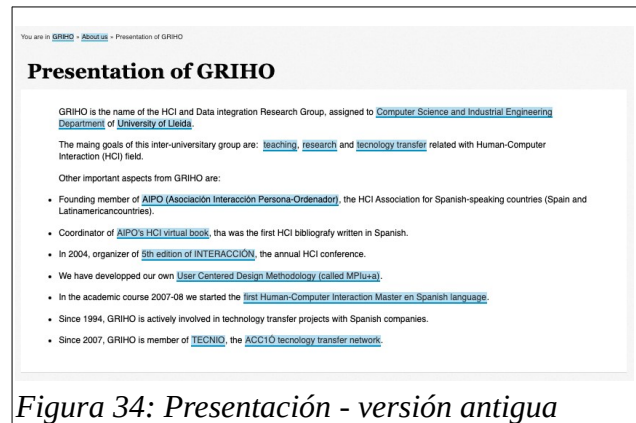 You are in GRIHO » About us » Presentation of GRIHO
Presentation of GRIHO
GRIHO is the name of the HCI and Data integration Research Group, assigned to Computer Science and Industrial Engineering
Department of University of Lleida.
The maing goals of this inter-universitary group are: teaching, research and tecnology transfer related with Human-Computer
Interaction (HCI) field.
Other important aspects from GRIHO are:
• Founding member of AIPO (Asociación Interacción Persona-Ordenador), the HCI Association for Spanish-speaking countries (Spain and
Latinamericancountries).
• Coordinator of AIPO's HCI virtual book, tha was the first HCI bibliografy written in Spanish.
• In 2004, organizer of 5th edition of INTERACCIÓN, the annual HCI conference.
• We have developped our own User Centered Design Methodology (called MPIu+a).
• In the academic course 2007-08 we started the first Human-Computer Interaction Master en Spanish language.
• Since 1994, GRIHO is actively involved in technology transfer projects with Spanish companies.
• Since 2007, GRIHO is member of TECNIO, the ACC1Ó tecnology transfer network.
Figura 34: Presentación - versión antigua